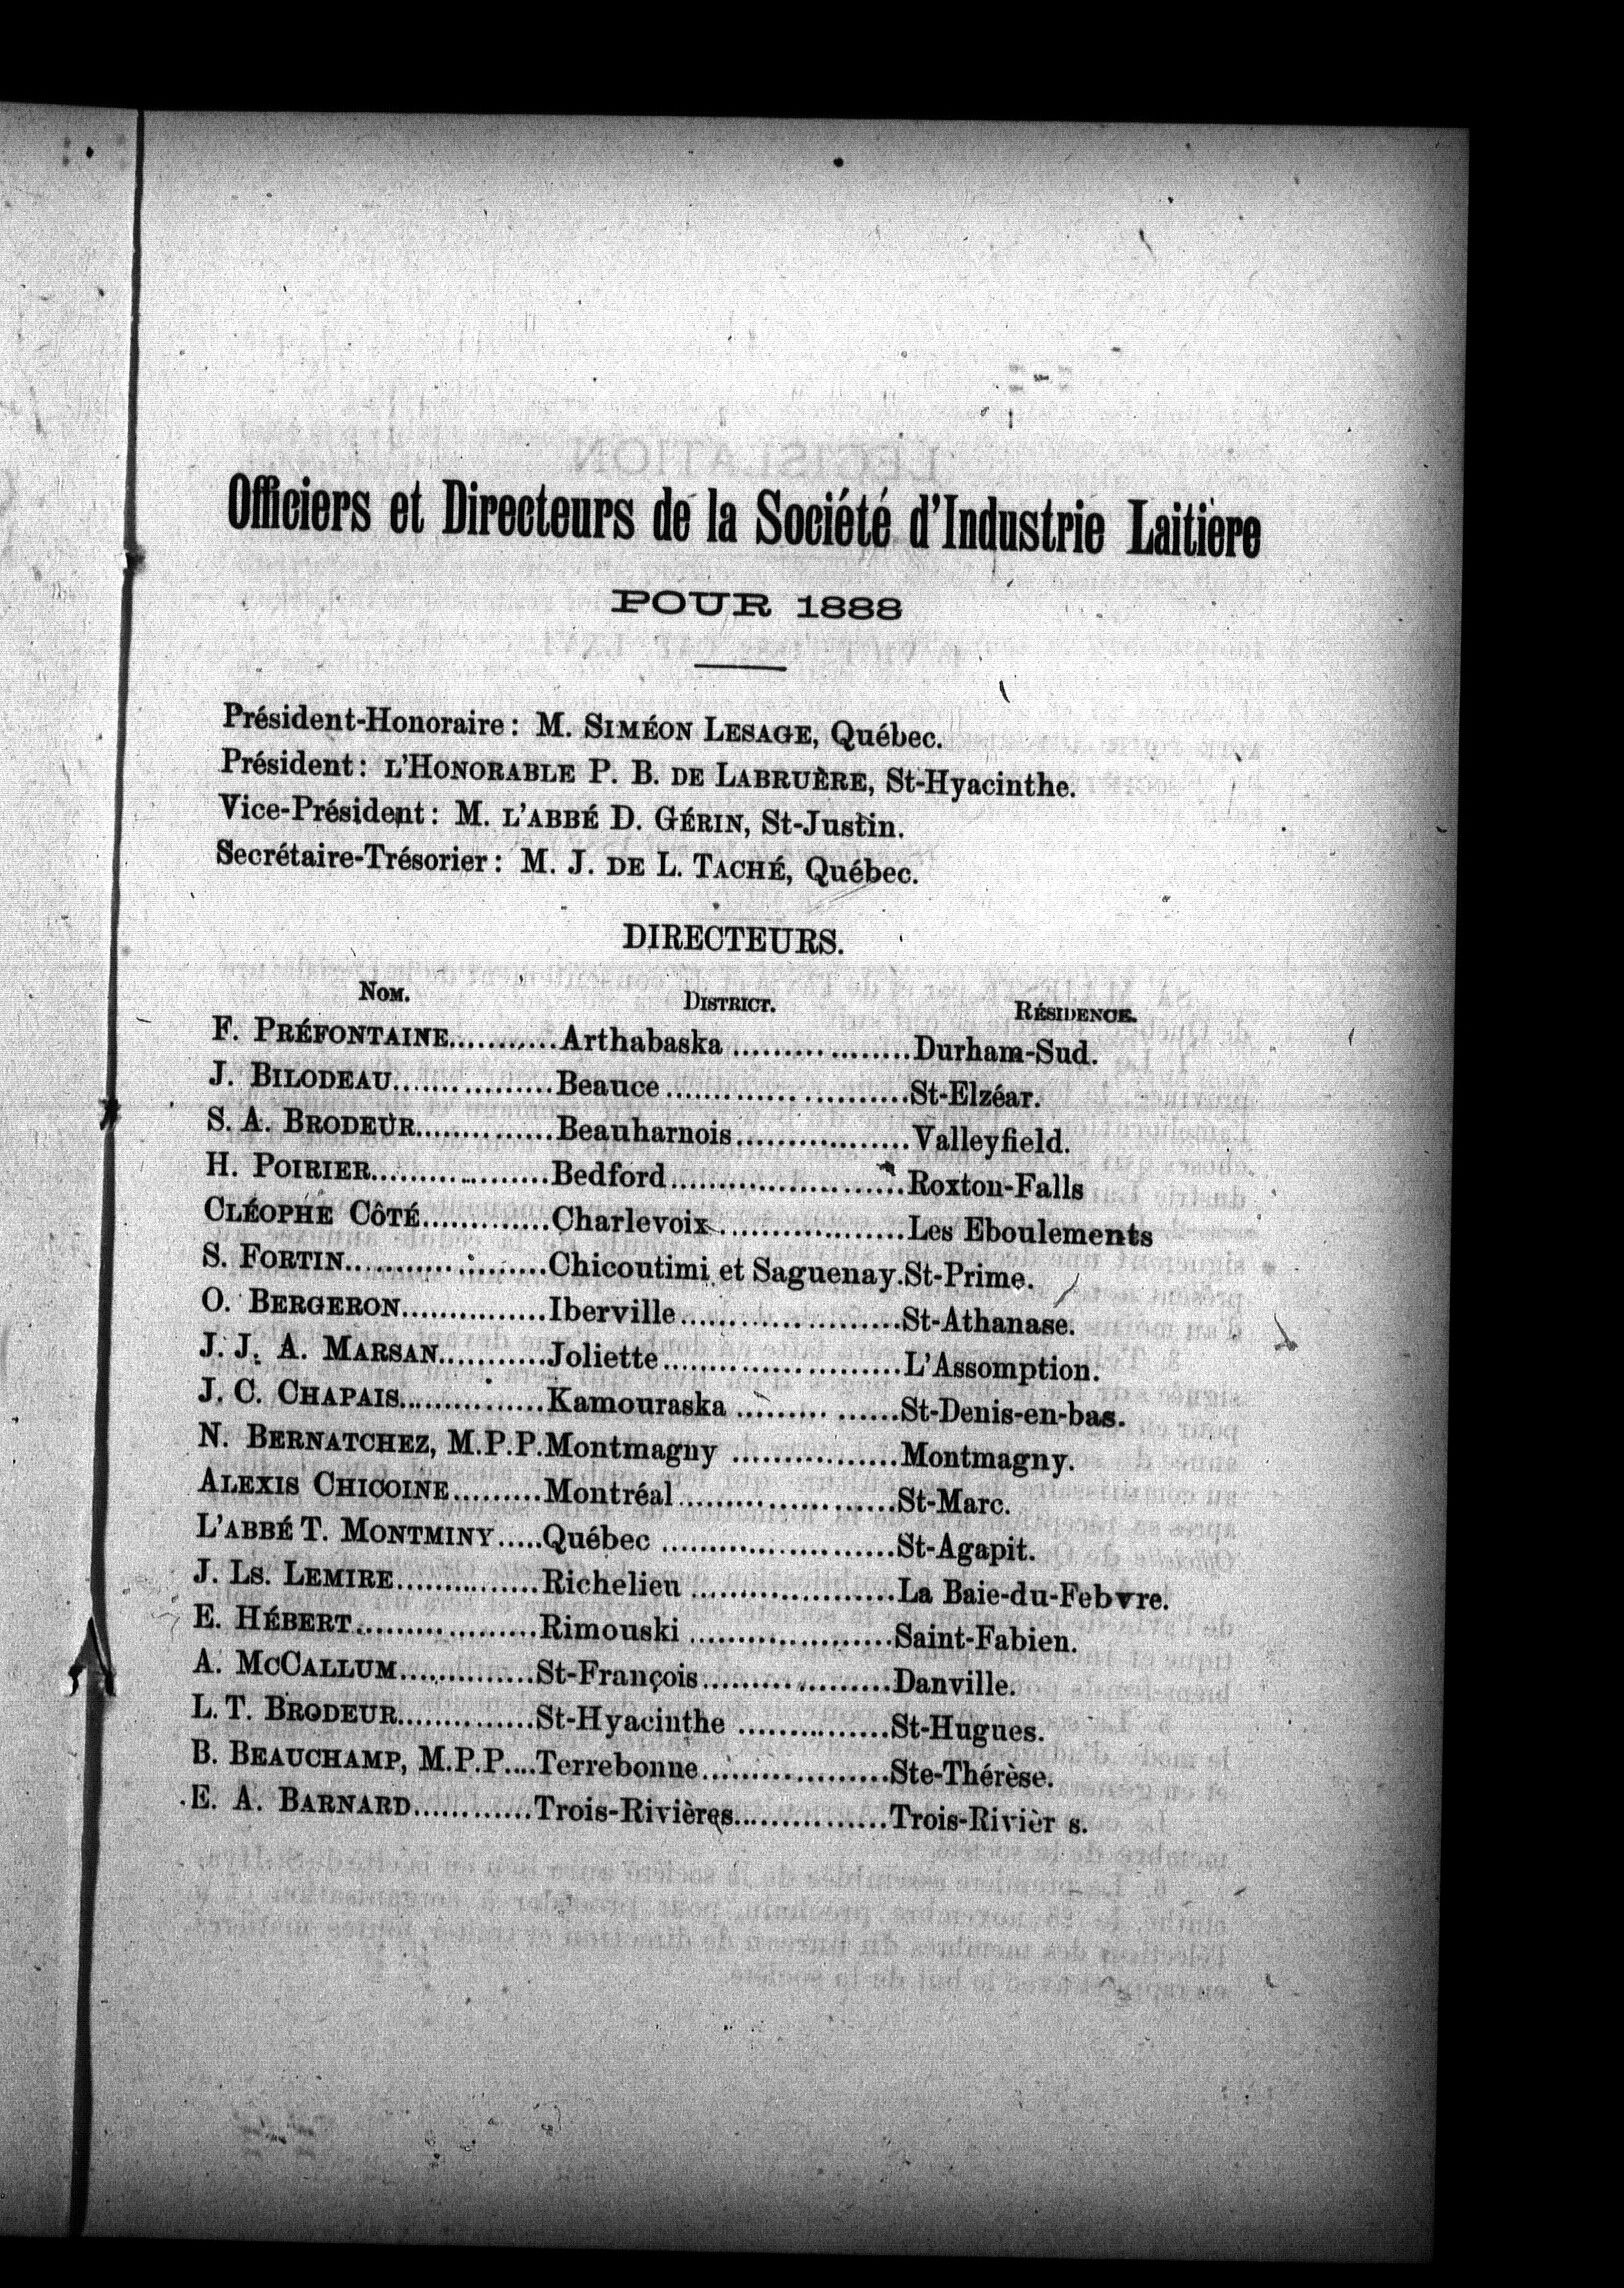 Officiers et Directeurs de la Société d'Industrie Laitière
POUR 1888
Président-Honoraire : M. SIMÉON LESAGE, Québec.
Président : L'HONORABLE P. B. DE LABRUÈRE, St-Hyacinthe.
Vice-Président : M. L'ABBÉ D. GÉRIN, St-Justin.
Secrétaire-Trésorier : M. J. DE L. TACHÉ, Québec.
DIRECTEURS.
NOM. DISTRICT. RÉSIDENCE.
F. PRÉFONTAINE...........Arthabaska .................Durham-Sud.
J. BILODEAU................Beauce........................St-Elzéar.
S. A. BRODEUR..............Beauharnois.................Valleyfield.
H. POIRIER..................Bedford........................Roxton-Falls
CLÉOPHE CÔTÉ.............Charlevoix...................Les Eboulements
S. FORTIN....................Chicoutimi et Saguenay.St-Prime.
O. BERGERON...............Iberville.......................St-Athanase.
J. J. A. MARSAN...........Joliette........................L'Assomption.
J. C. CHAPAIS...............Kamouraska ................St-Denis-en-bas.
N. BERNATCHEZ, M.P.P.Montmagny ................Montmagny.
ALEXIS CHICOINE.........Montréal......................St-Marc.
L'ABBÉ T. MONTMINY.....Québec .......................St-Agapit.
J. LS. LEMIRE..............Richelieu ....................La Baie-du-Febvre.
E. HÉBERT..................Rimouski ....................Saint-Fabien.
A. MCCALLUM..............St-François...................Danville.
L. T. BRODEUR..............St-Hyacinthe ...............St-Hugues.
B. BEAUCHAMP, M.P.P....Terrebonne...................Ste-Thérèse.
E. A. BARNARD............Trois-Rivières...............Trois-Rivièr s.